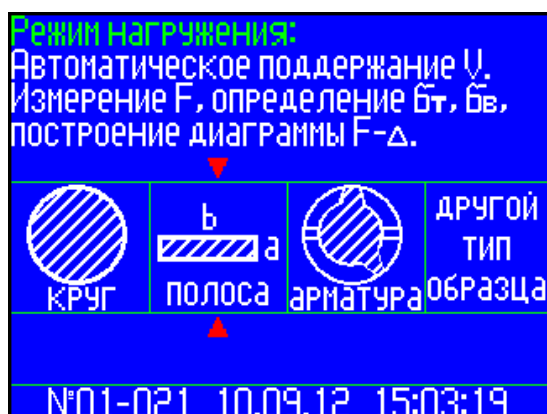 Режим нагружения:
Автоматическое поддержание V.
Измерение F, определение бт, бв,
построение диаграммы F-△.
b
a
круг
полоса
арматура
другой
тип
образца
№01-021 10.09.12 15:03:19